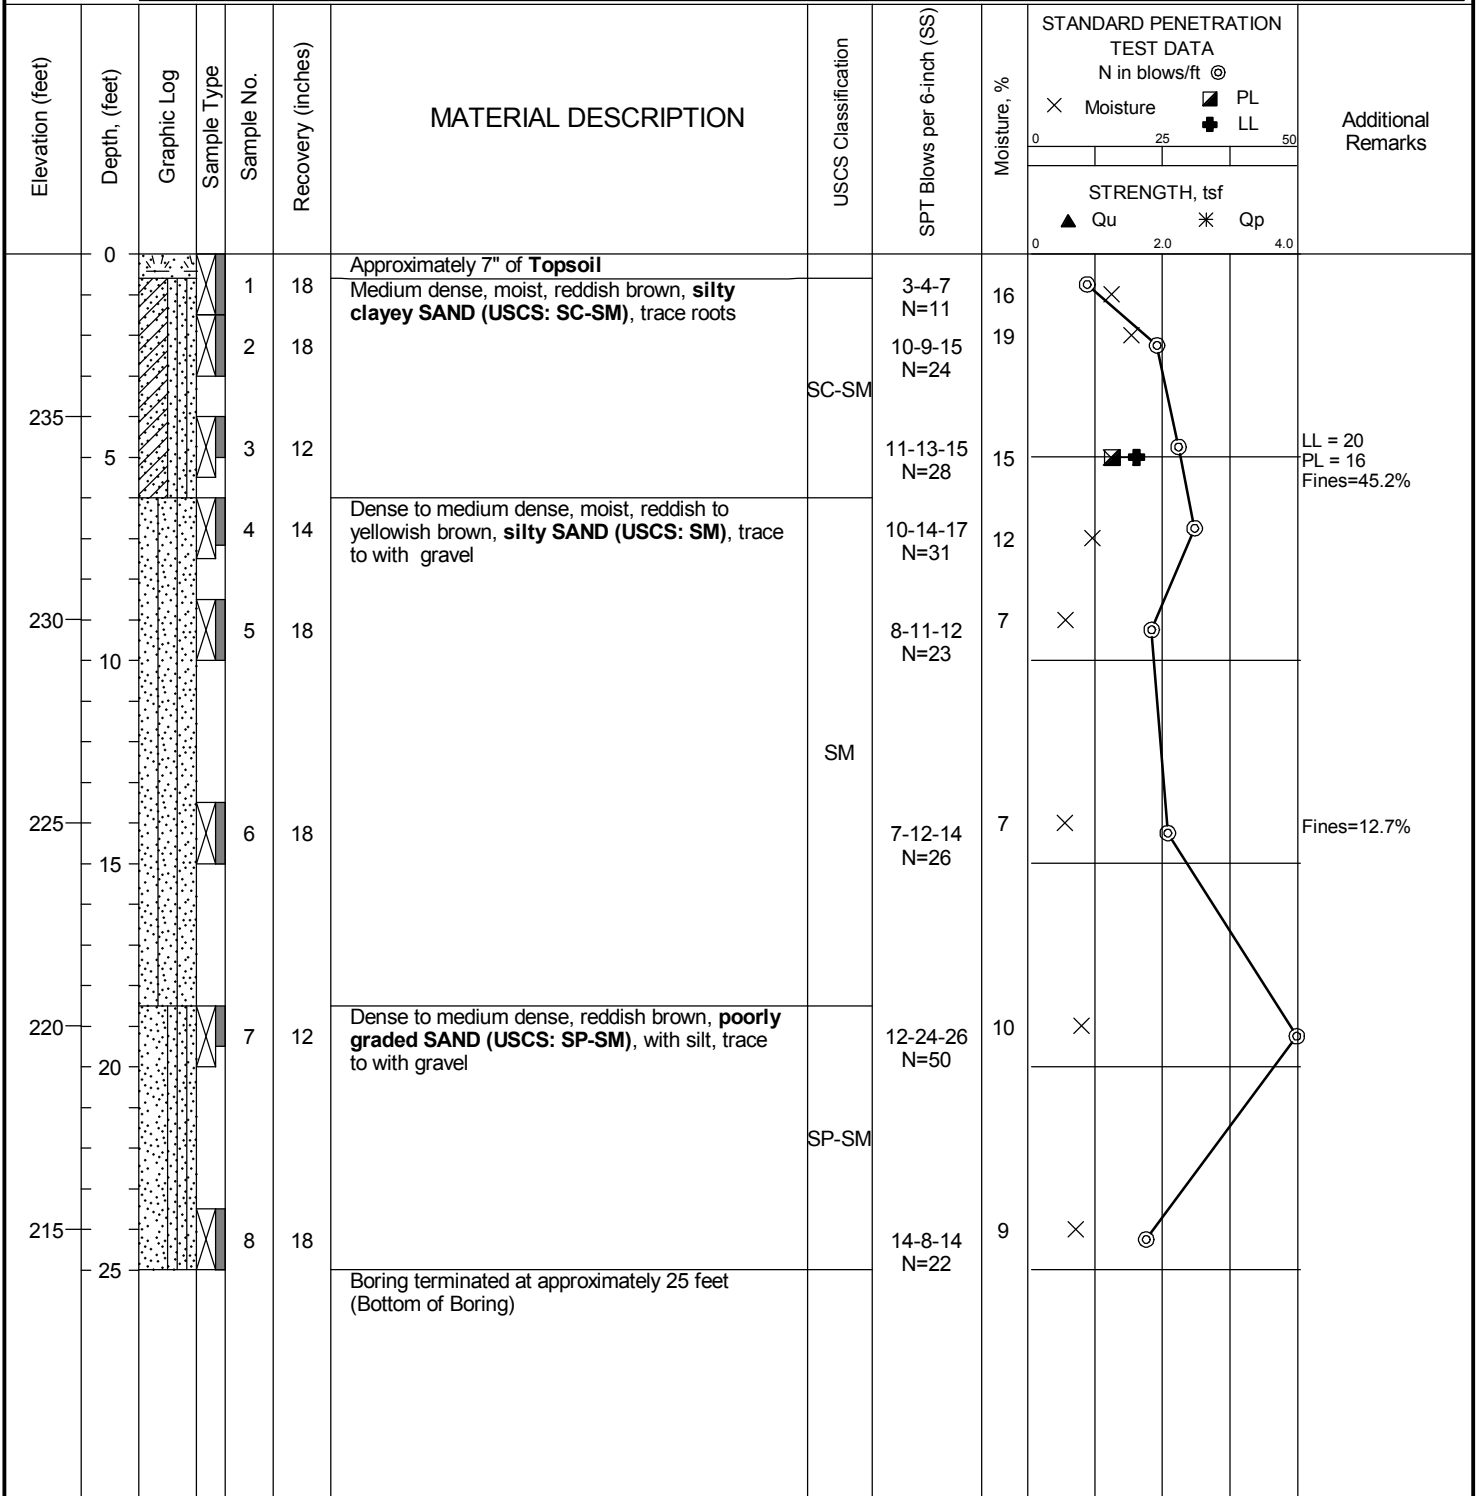 Elevation (feet)
Depth, (feet)
Graphic Log
Sample Type
Sample No.
Recovery (inches)
MATERIAL DESCRIPTION
USCS Classification
SPT Blows per 6-inch (SS)
Moisture, %
STANDARD PENETRATION
TEST DATA
N in blows/ft
Moisture
PL
LL
0 25 50
STRENGTH, tsf
Qu Qp
0 2.0 4.0
Additional
Remarks
0
Approximately 7" of Topsoil
1 18
Medium dense, moist, reddish brown, silty
clayey SAND (USCS: SC-SM), trace roots
3-4-7
N=11
16
2 18
10-9-15
N=24
19
SC-SM
235
5
3 12
11-13-15
N=28
15
LL = 20
PL = 16
Fines=45.2%
4 14
Dense to medium dense, moist, reddish to
yellowish brown, silty SAND (USCS: SM), trace
to with gravel
10-14-17
N=31
12
230
5 18
8-11-12
N=23
7
10
SM
225
6 18
7-12-14
N=26
7
Fines=12.7%
15
220
7 12
Dense to medium dense, reddish brown, poorly
graded SAND (USCS: SP-SM), with silt, trace
to with gravel
12-24-26
N=50
10
20
SP-SM
215
8 18
14-8-14
N=22
9
25
Boring terminated at approximately 25 feet
(Bottom of Boring)